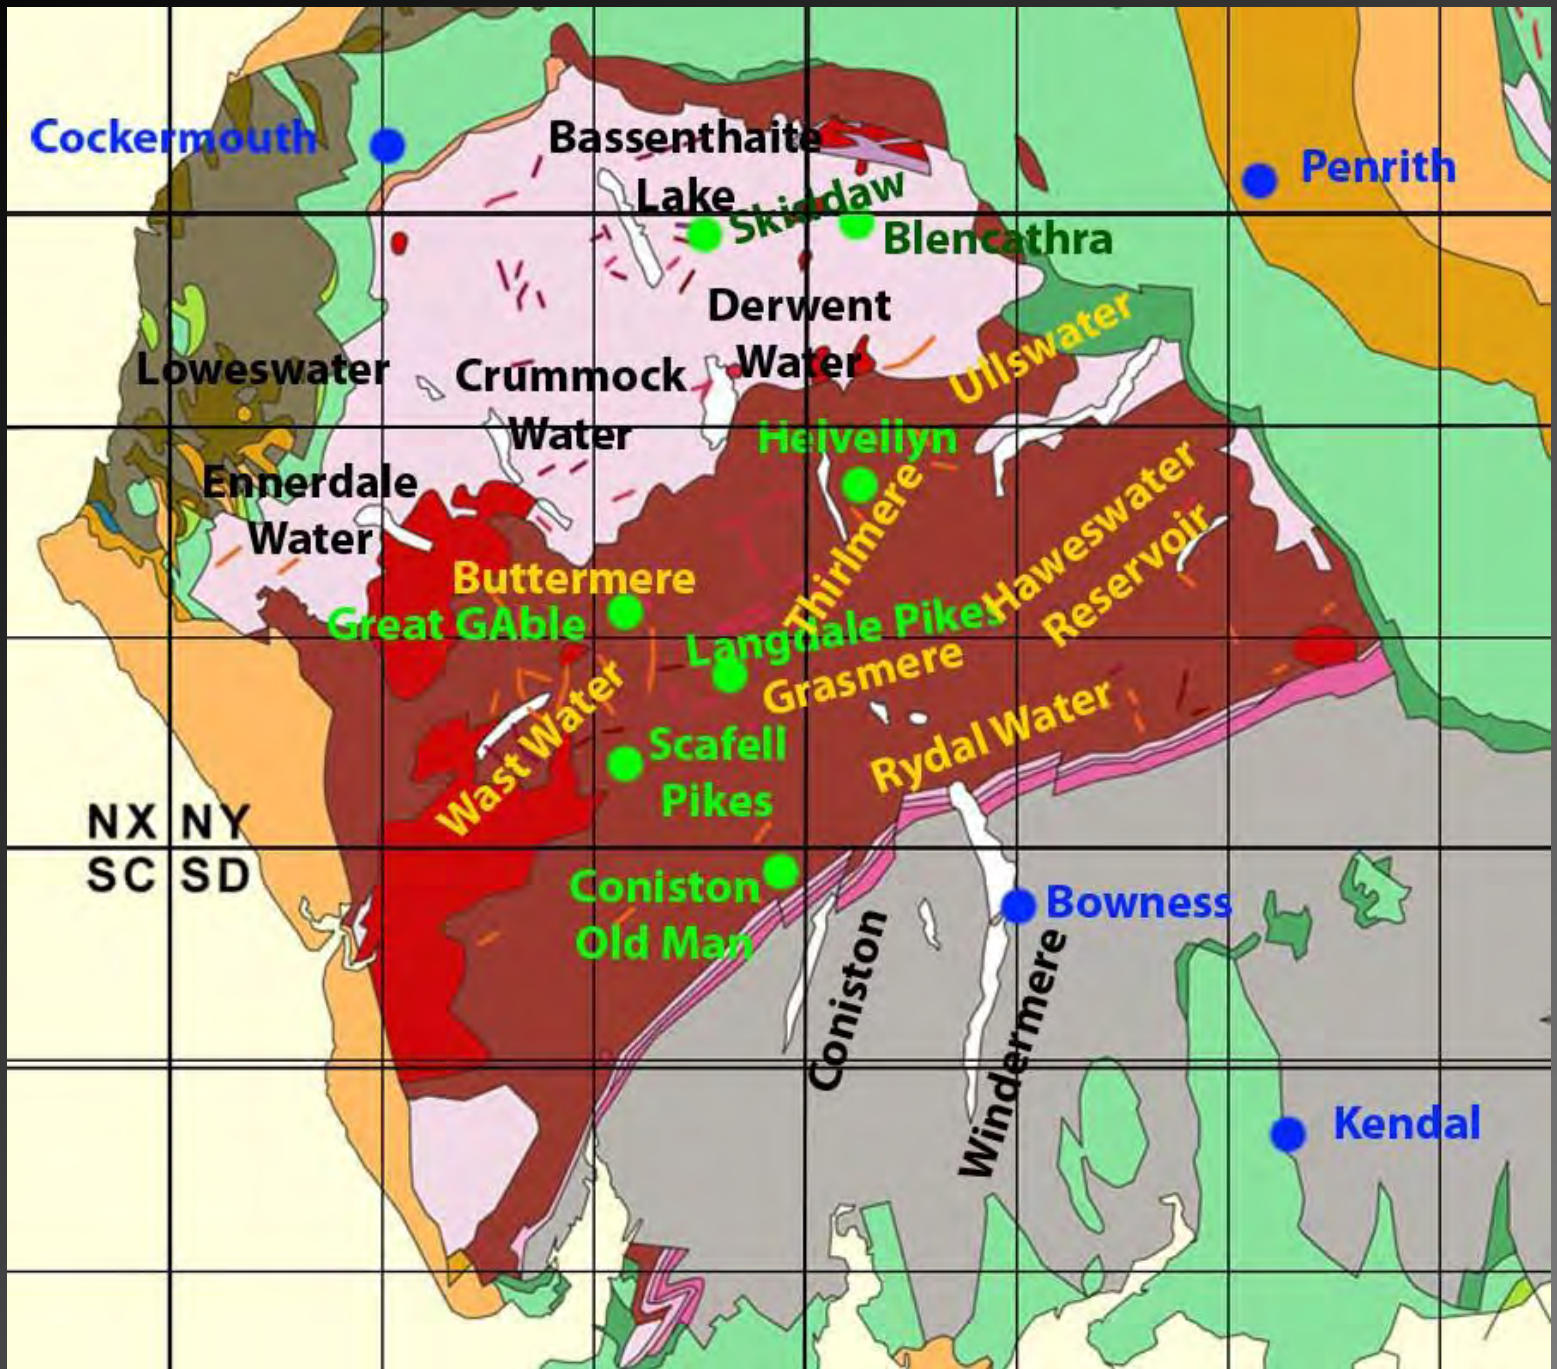 Cockermouth
Bassenthaite
Lake
Penrith
Skiddaw
Blencathra
Derwent
Water
Ullswater
Loweswater
Crummock
Water
Helvellyn
Ennerdale
Water
Thirlmere
Haweswater
Reservoir
Buttermere
Great GAble
Langdale Pikes
Grasmere
Wast Water
Rydal Water
Scafell
Pikes
NX NY
SC SD
Coniston
Old Man
Bowness
Coniston
Windermere
Kendal